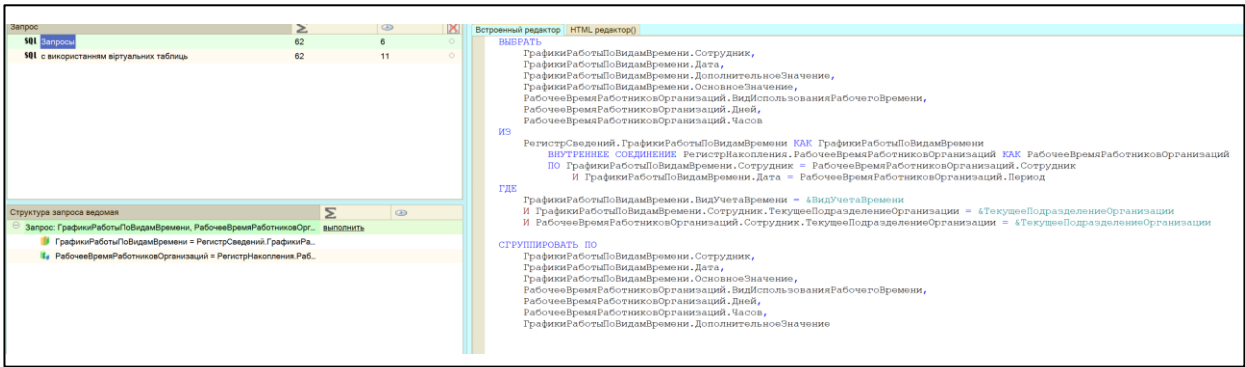 Запрос Σ
SQL Запросы 62 6
SQL с використанням віртуальних таблиць 62 11
Структура запроса ведомая Σ
Запрос: ГрафикиРаботыПоВидамВремени, РабочееВремяРаботниковОрг... выполнить
ГрафикиРаботыПоВидамВремени = РегистрСведений.ГрафикиРа...
РабочееВремяРаботниковОрганизаций = РегистрНакопления.Раб...
Встроенный редактор HTML редактор()
ВЫБРАТЬ
ГрафикиРаботыПоВидамВремени.Сотрудник,
ГрафикиРаботыПоВидамВремени.Дата,
ГрафикиРаботыПоВидамВремени.ДополнительноеЗначение,
ГрафикиРаботыПоВидамВремени.ОсновноеЗначение,
РабочееВремяРаботниковОрганизаций.ВидИспользованияРабочегоВремени,
РабочееВремяРаботниковОрганизаций.Дней,
РабочееВремяРаботниковОрганизаций.Часов
ИЗ
РегистрСведений.ГрафикиРаботыПоВидамВремени КАК ГрафикиРаботыПоВидамВремени
ВНУТРЕННЕЕ СОЕДИНЕНИЕ РегистрНакопления.РабочееВремяРаботниковОрганизаций КАК РабочееВремяРаботниковОрганизаций
ПО ГрафикиРаботыПоВидамВремени.Сотрудник = РабочееВремяРаботниковОрганизаций.Сотрудник
И ГрафикиРаботыПоВидамВремени.Дата = РабочееВремяРаботниковОрганизаций.Период
ГДЕ
ГрафикиРаботыПоВидамВремени.ВидУчетаВремени = &ВидУчетаВремени
И ГрафикиРаботыПоВидамВремени.Сотрудник.ТекущееПодразделениеОрганизации = &ТекущееПодразделениеОрганизации
И РабочееВремяРаботниковОрганизаций.Сотрудник.ТекущееПодразделениеОрганизации = &ТекущееПодразделениеОрганизации
СГРУППИРОВАТЬ ПО
ГрафикиРаботыПоВидамВремени.Сотрудник,
ГрафикиРаботыПоВидамВремени.Дата,
ГрафикиРаботыПоВидамВремени.ОсновноеЗначение,
РабочееВремяРаботниковОрганизаций.ВидИспользованияРабочегоВремени,
РабочееВремяРаботниковОрганизаций.Дней,
РабочееВремяРаботниковОрганизаций.Часов,
ГрафикиРаботыПоВидамВремени.ДополнительноеЗначение